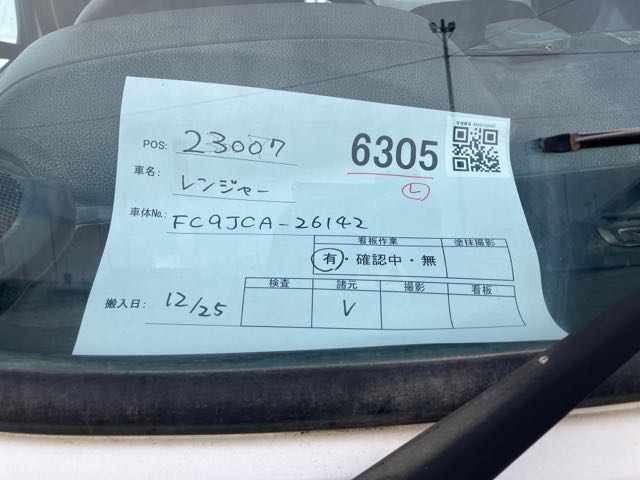 POS: 23007
6305
L
車名: レンジャー
車体No.: FC9JCA-26142
看板作業 塗抹撮影
有・確認中・無
検査 諸元 撮影 看板
搬入日: 12/25 V